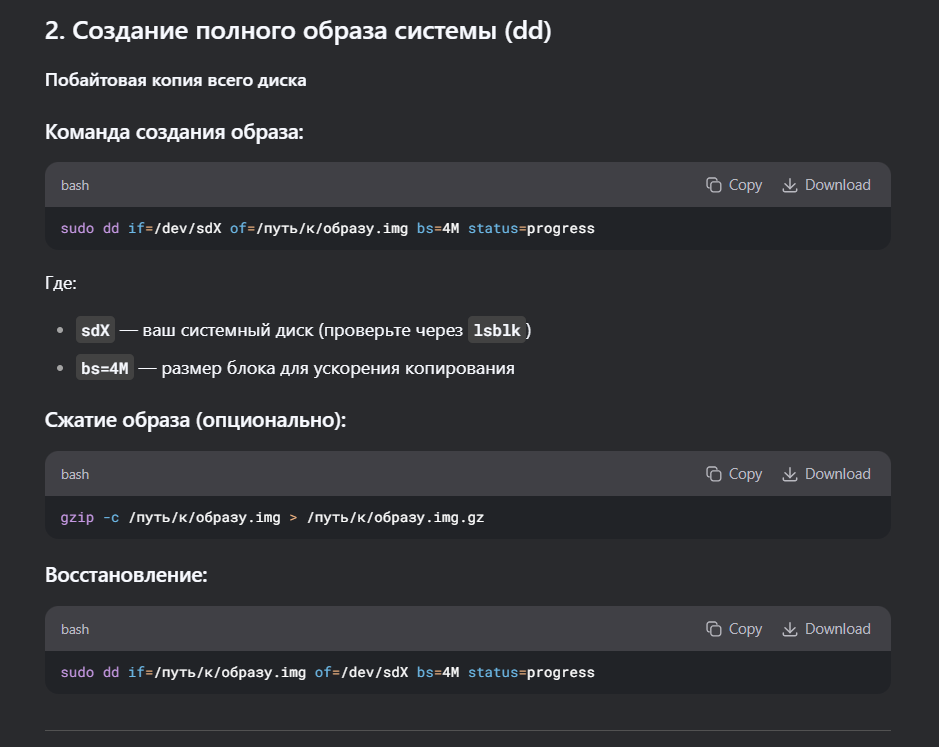 2. Создание полного образа системы (dd)
Побайтовая копия всего диска
Команда создания образа:
bash Copy Download
sudo dd if=/dev/sdX of=/путь/к/образу.img bs=4M status=progress
Где:
• sdX — ваш системный диск (проверьте через lsblk)
• bs=4M — размер блока для ускорения копирования
Сжатие образа (опционально):
bash Copy Download
gzip -c /путь/к/образу.img > /путь/к/образу.img.gz
Восстановление:
bash Copy Download
sudo dd if=/путь/к/образу.img of=/dev/sdX bs=4M status=progress